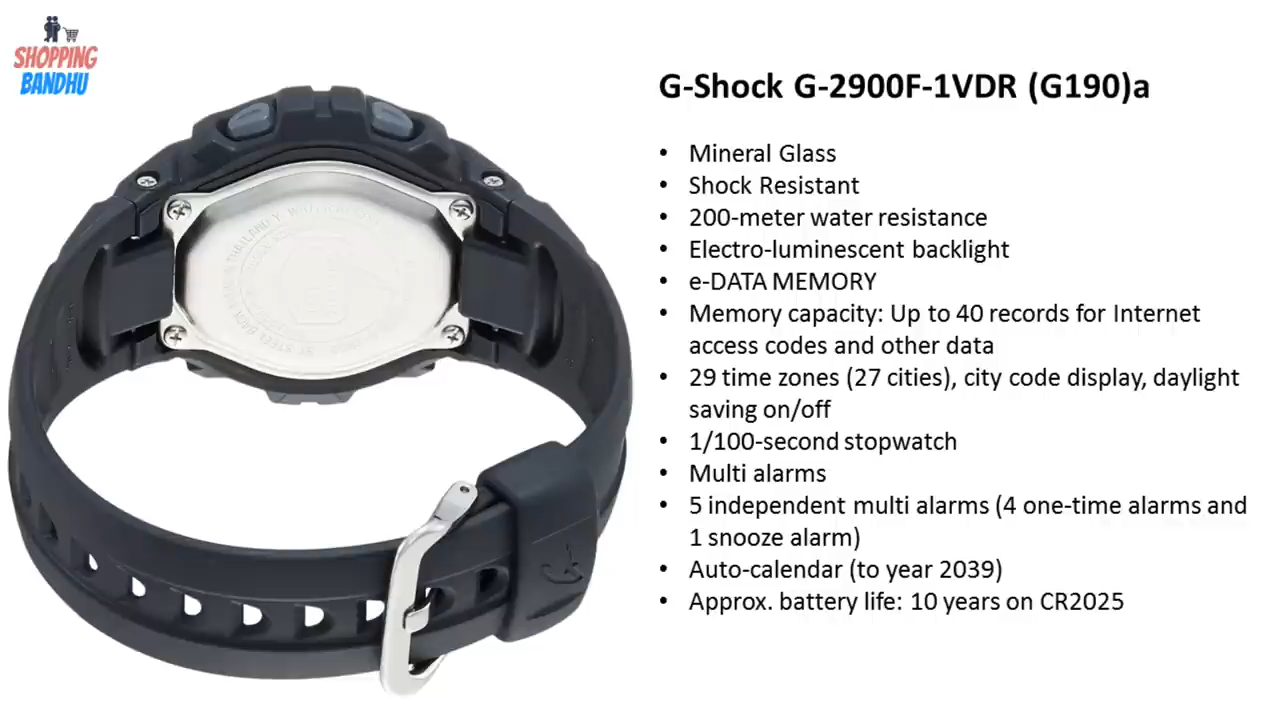 SHOPPING
BANDHU
G-Shock G-2900F-1VDR (G190)a
• Mineral Glass
• Shock Resistant
• 200-meter water resistance
• Electro-luminescent backlight
• e-DATA MEMORY
• Memory capacity: Up to 40 records for Internet
access codes and other data
• 29 time zones (27 cities), city code display, daylight
saving on/off
• 1/100-second stopwatch
• Multi alarms
• 5 independent multi alarms (4 one-time alarms and
1 snooze alarm)
• Auto-calendar (to year 2039)
• Approx. battery life: 10 years on CR2025